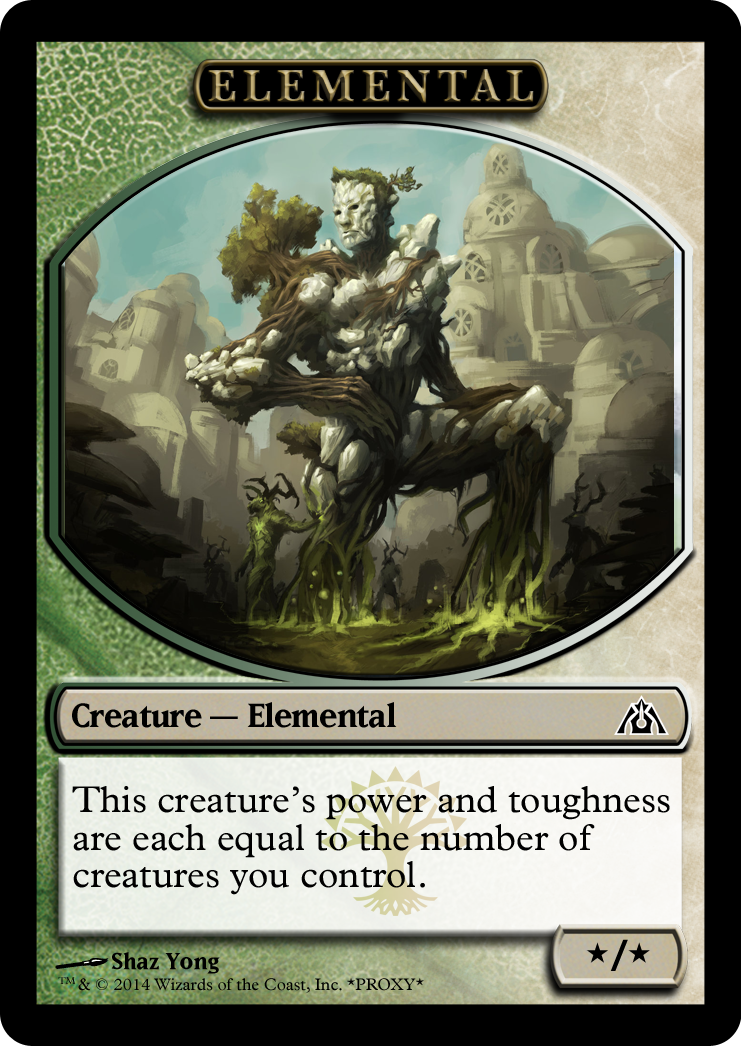 ELEMENTAL
Creature — Elemental
This creature's power and toughness
are each equal to the number of
creatures you control.
★/★
Shaz Yong
™ & © 2014 Wizards of the Coast, Inc. *PROXY*